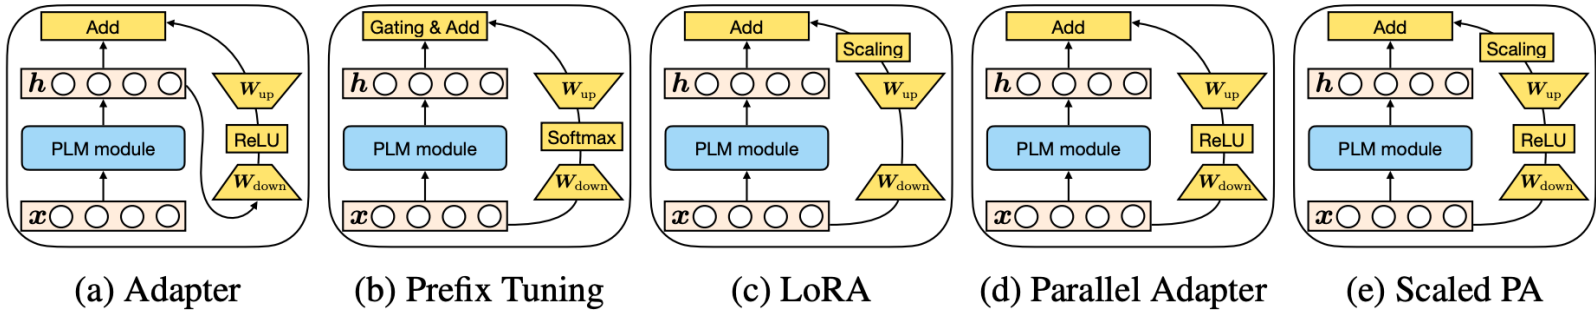 Add
h
W_up
PLM module
ReLU
W_down
x
(a) Adapter
Gating & Add
h
W_up
PLM module
Softmax
W_down
x
(b) Prefix Tuning
Add
Scaling
h
W_up
PLM module
W_down
x
(c) LoRA
Add
h
W_up
PLM module
ReLU
W_down
x
(d) Parallel Adapter
Add
Scaling
h
W_up
PLM module
ReLU
W_down
x
(e) Scaled PA